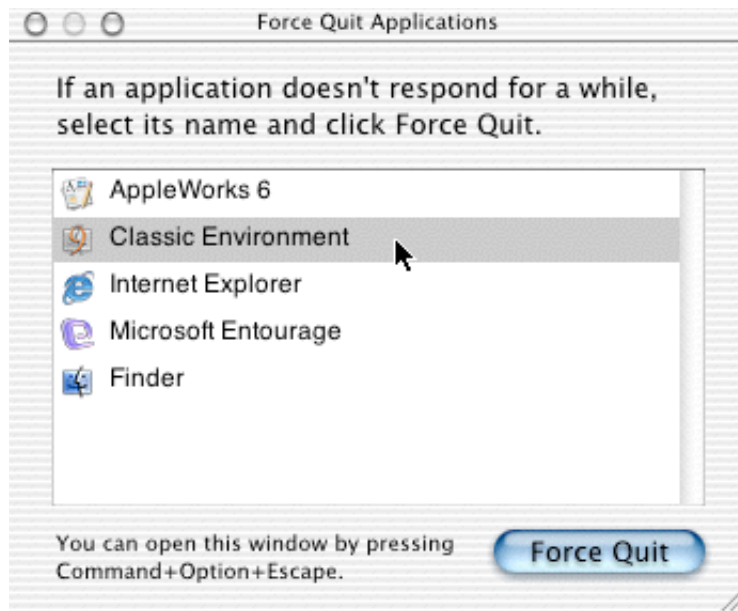 Force Quit Applications
If an application doesn't respond for a while,
select its name and click Force Quit.
AppleWorks 6
Classic Environment
Internet Explorer
Microsoft Entourage
Finder
You can open this window by pressing
Command+Option+Escape.
Force Quit